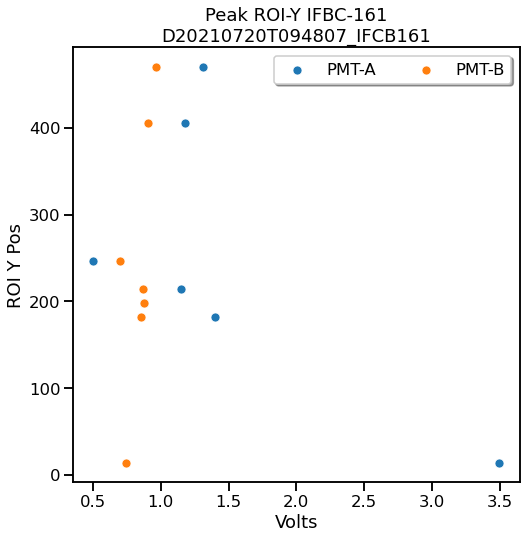 Peak ROI-Y IFBC-161
D20210720T094807_IFCB161
PMT-A PMT-B
400
300
200
100
0
ROI Y Pos
0.5 1.0 1.5 2.0 2.5 3.0 3.5
Volts